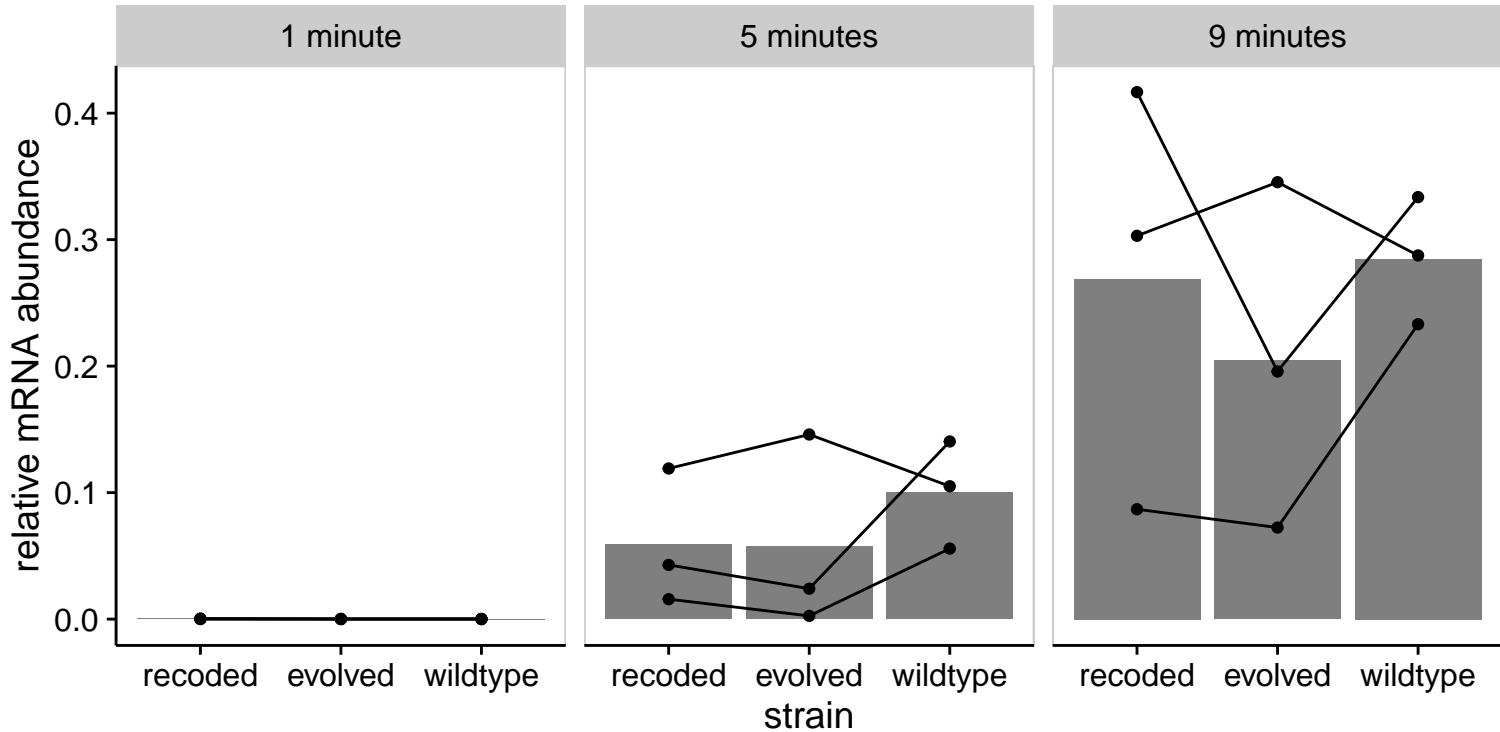 1 minute 5 minutes 9 minutes
relative mRNA abundance
0.4
0.3
0.2
0.1
0.0
recoded evolved wildtype recoded evolved wildtype recoded evolved wildtype
strain